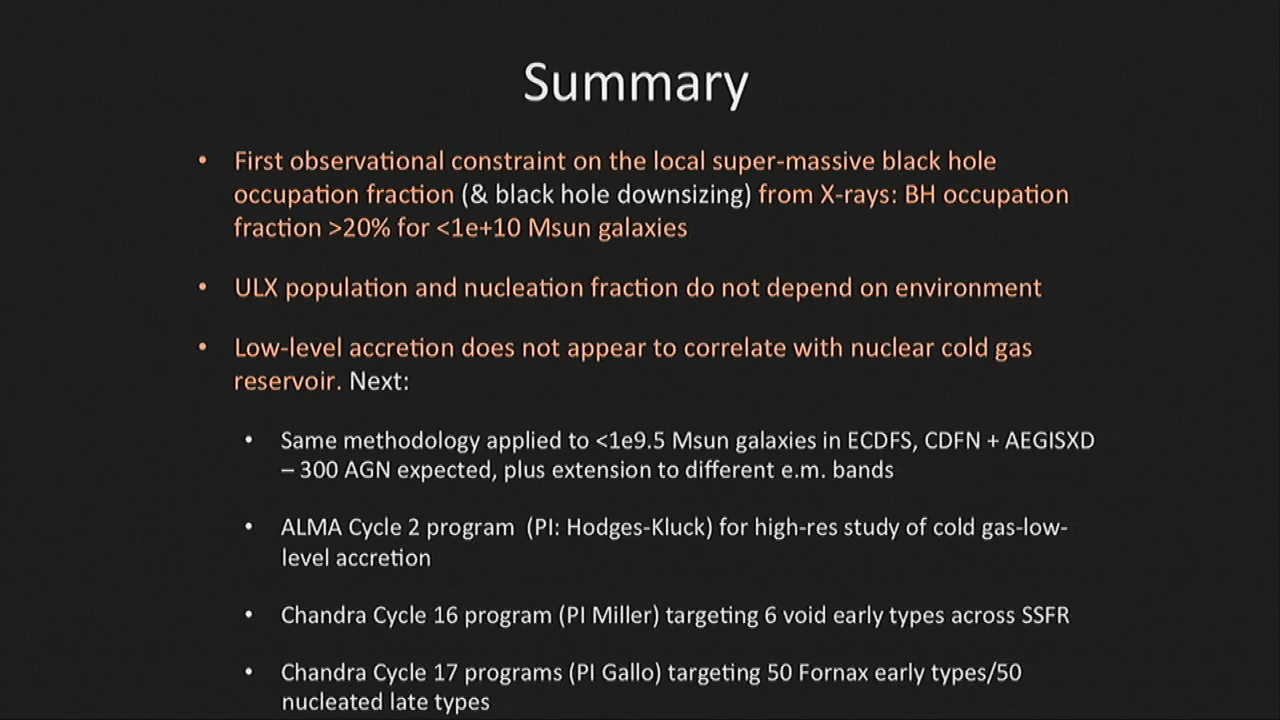 Summary
• First observational constraint on the local super-massive black hole
occupation fraction (& black hole downsizing) from X-rays: BH occupation
fraction >20% for <1e+10 Msun galaxies
• ULX population and nucleation fraction do not depend on environment
• Low-level accretion does not appear to correlate with nuclear cold gas
reservoir. Next:
• Same methodology applied to <1e9.5 Msun galaxies in ECDFS, CDFN + AEGISXD
– 300 AGN expected, plus extension to different e.m. bands
• ALMA Cycle 2 program (PI: Hodges-Kluck) for high-res study of cold gas-low-
level accretion
• Chandra Cycle 16 program (PI Miller) targeting 6 void early types across SSFR
• Chandra Cycle 17 programs (PI Gallo) targeting 50 Fornax early types/50
nucleated late types